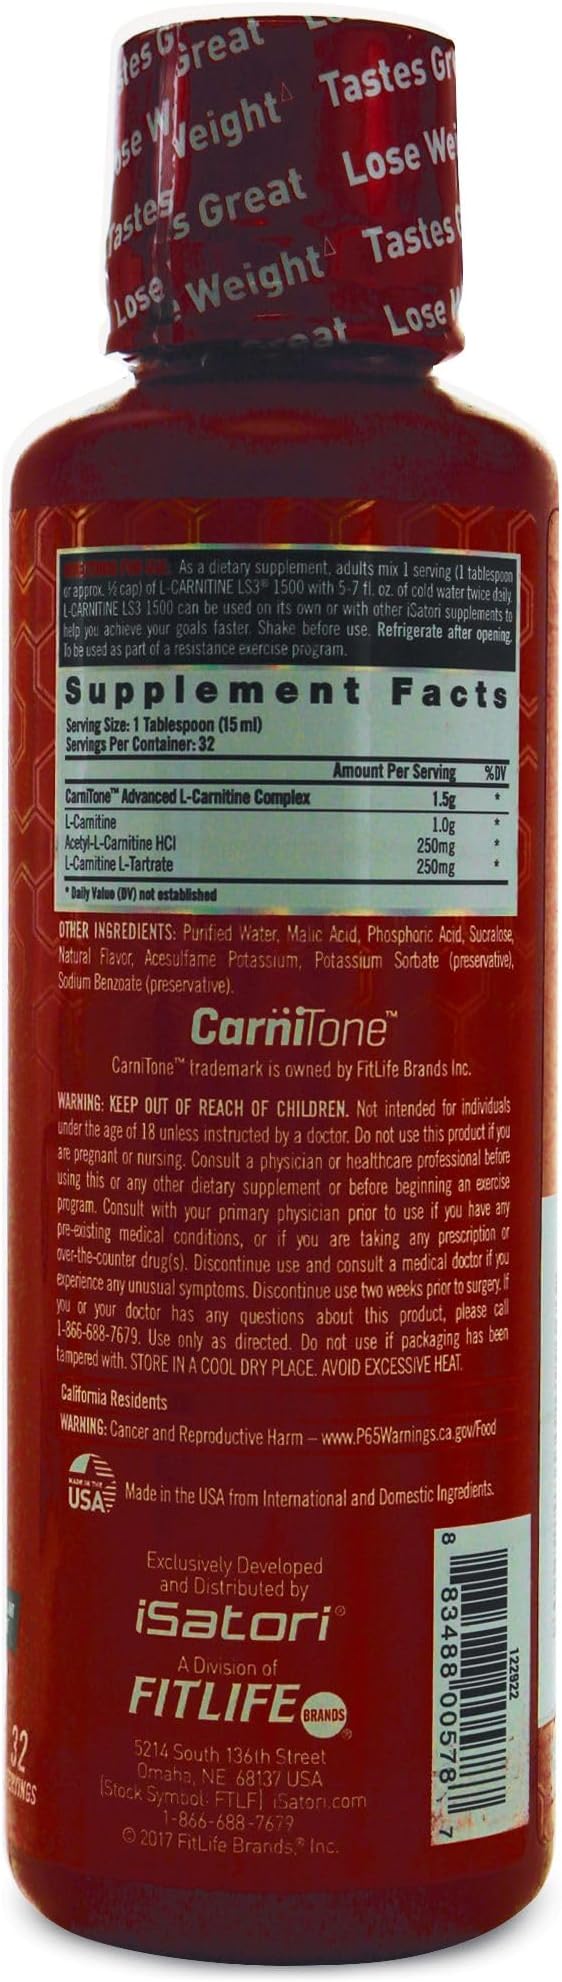 tes G Great
Tastes Gr
ose W Weight△
Lose We
Tastes s Great
Tastes
Lose e Weight△
Lose W
eat
As a dietary supplement, adults mix 1 serving (1 tablespoon
or approx. ½ cap) of L-CARNITINE LS3® 1500 with 5-7 fl. oz. of cold water twice daily.
L-CARNITINE LS3 1500 can be used on its own or with other iSatori supplements to
help you achieve your goals faster. Shake before use. Refrigerate after opening.
To be used as part of a resistance exercise program.
Supplement Facts
Serving Size: 1 Tablespoon (15 ml)
Servings Per Container: 32
Amount Per Serving %DV
CarniTone™ Advanced L-Carnitine Complex 1.5g *
L-Carnitine 1.0g *
Acetyl-L-Carnitine HCl 250mg *
L-Carnitine L-Tartrate 250mg *
* Daily Value (DV) not established
OTHER INGREDIENTS: Purified Water, Malic Acid, Phosphoric Acid, Sucralose,
Natural Flavor, Acesulfame Potassium, Potassium Sorbate (preservative),
Sodium Benzoate (preservative).
CarniTone™
CarniTone™ trademark is owned by FitLife Brands Inc.
WARNING: KEEP OUT OF REACH OF CHILDREN. Not intended for individuals
under the age of 18 unless instructed by a doctor. Do not use this product if you
are pregnant or nursing. Consult a physician or healthcare professional before
using this or any other dietary supplement or before beginning an exercise
program. Consult with your primary physician prior to use if you have any
pre-existing medical conditions, or if you are taking any prescription or
over-the-counter drug(s). Discontinue use and consult a medical doctor if you
experience any unusual symptoms. Discontinue use two weeks prior to surgery. If
you or your doctor has any questions about this product, please call
1-866-688-7679. Use only as directed. Do not use if packaging has been
tampered with. STORE IN A COOL DRY PLACE. AVOID EXCESSIVE HEAT.
California Residents
WARNING: Cancer and Reproductive Harm – www.P65Warnings.ca.gov/Food
MADE IN THE
USA
Made in the USA from International and Domestic Ingredients.
Exclusively Developed
and Distributed by
iSatori®
A Division of
FITLIFE BRANDS®
5214 South 136th Street
Omaha, NE 68137 USA
(Stock Symbol: FTLF) iSatori.com
1-866-688-7679
© 2017 FitLife Brands,® Inc.
8 83488 00578 7
122922
32